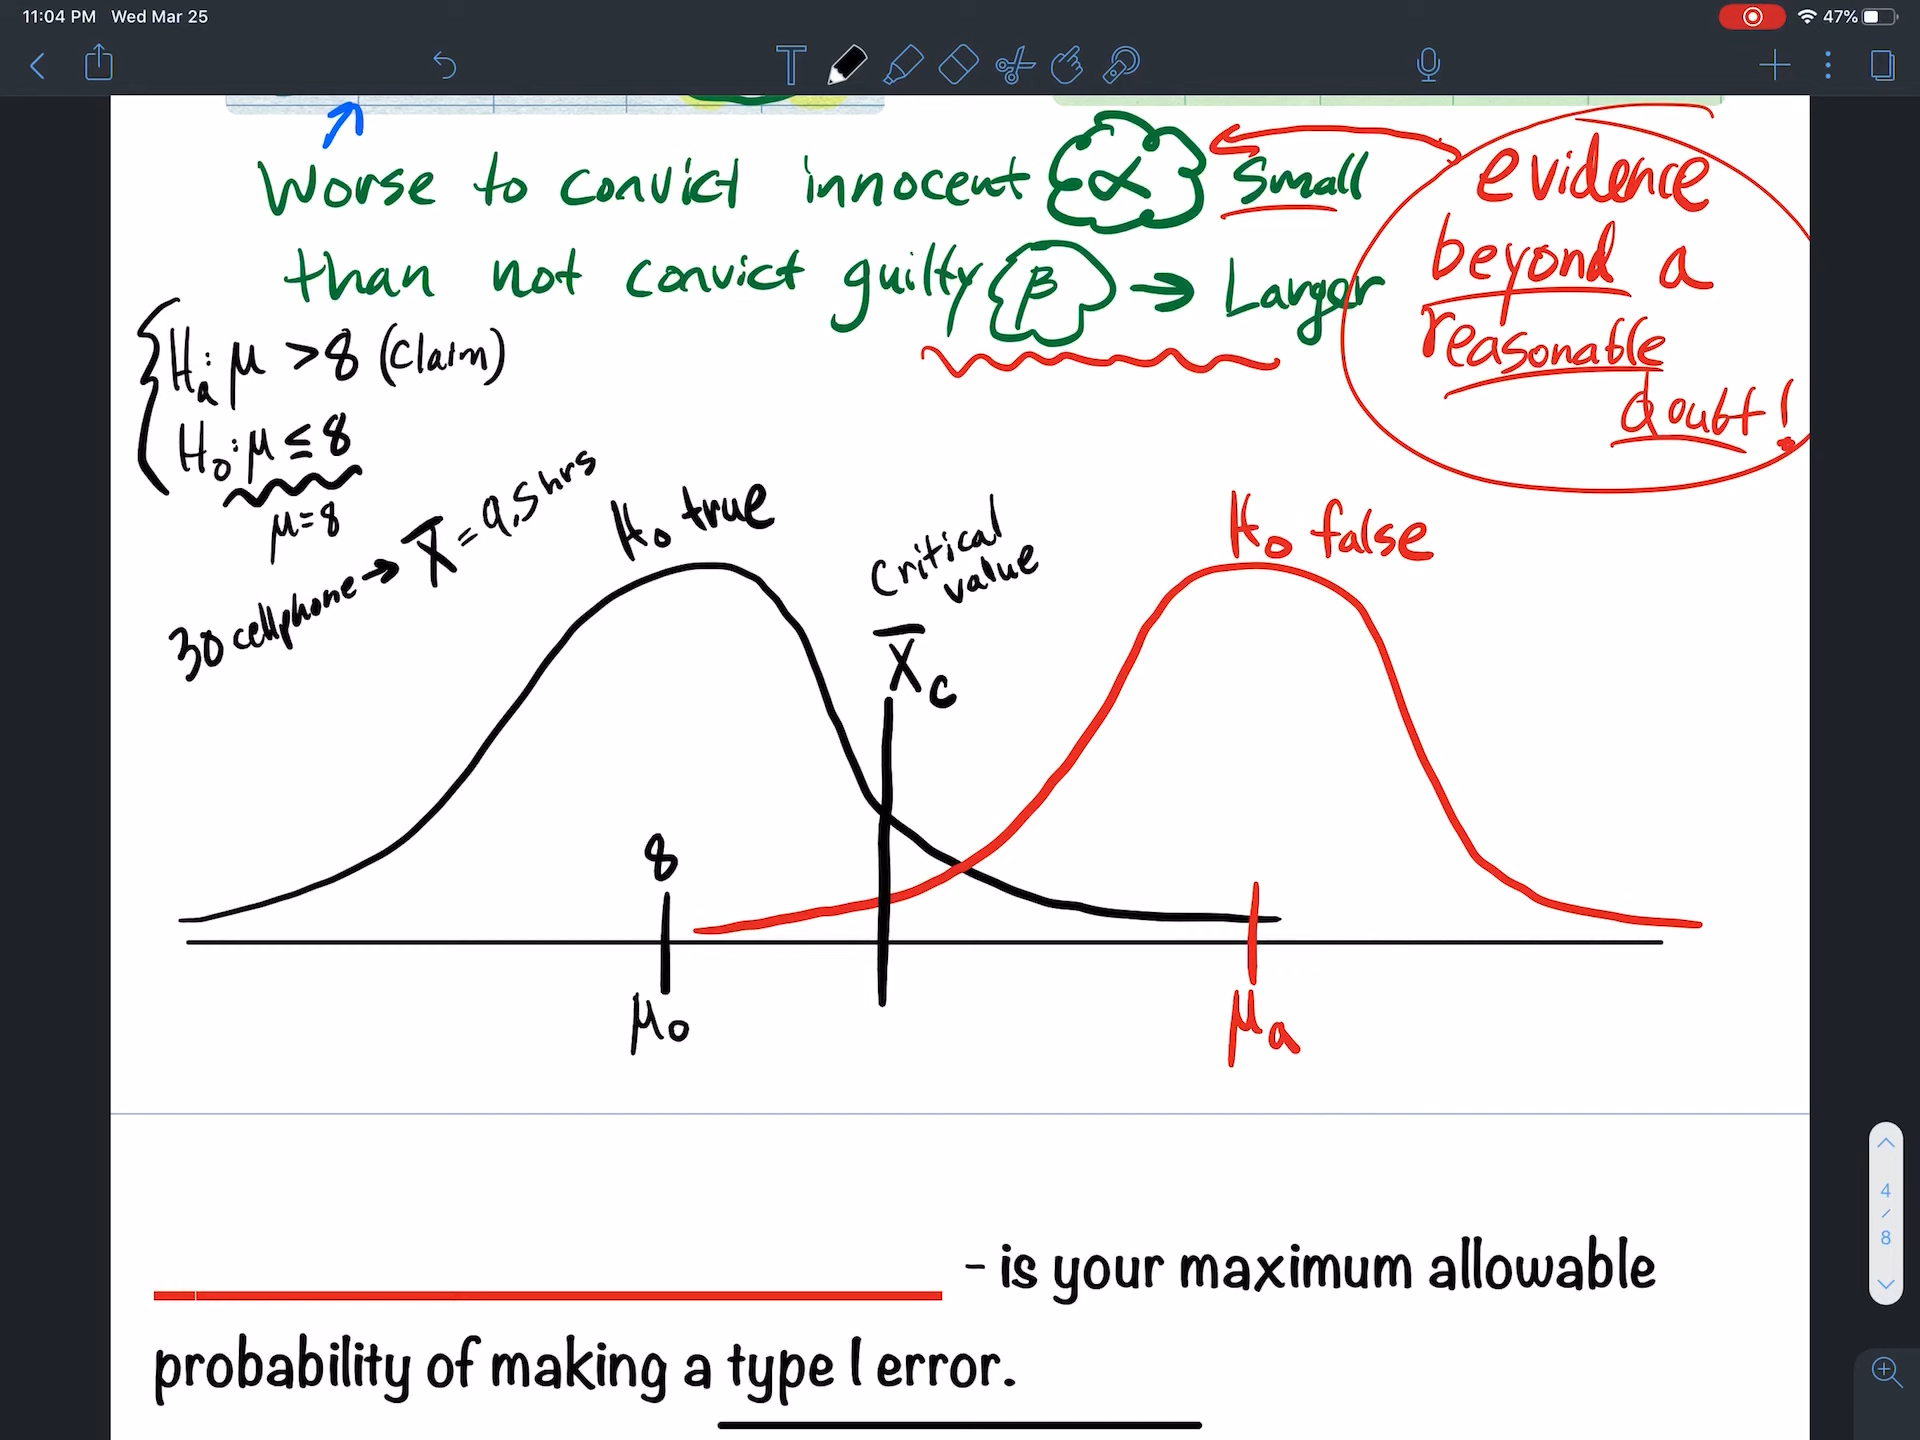 11:04 PM Wed Mar 25
47%
Worse to convict innocent α Small
than not convict guilty β → Larger
evidence
beyond a
reasonable
doubt!
Ha: μ > 8 (Claim)
H0: μ ≤ 8
μ = 8
30 cellphone → X̄ = 9.5 hrs
H0 true
Critical
value
X̄c
H0 false
8
μ0
μa
- is your maximum allowable
probability of making a type I error.
4
/
8